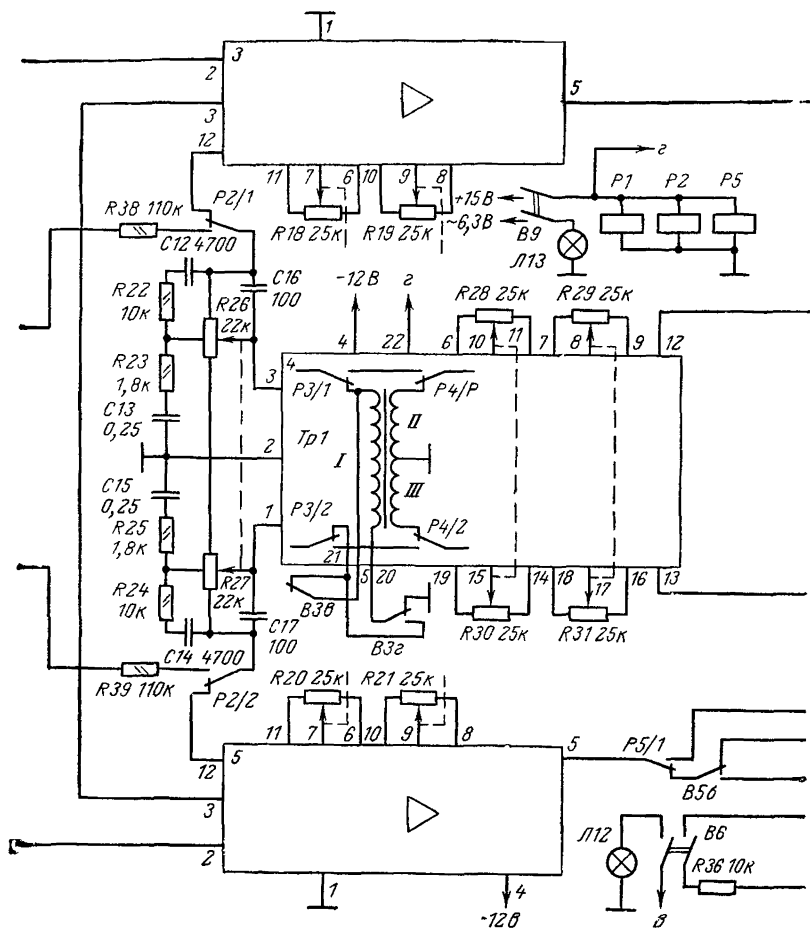 1
3
2
3
12
5
11 7 6 10 9 8
R18 25к R19 25к
+15В
~6,3В
В9
Л13
г
Р1 Р2 Р5
Р2/1
R38 110к
С12 4700
R22
10к
R26
22к
С16
100
R23
1,8к
С13
0,25
С15
0,25
R25
1,8к
R24
10к
R27
22к
С17
100
С14 4700
R39 110к
Р2/2
-12В г
4 22
R28 25к R29 25к
6 10 11 7 8 9 12
3
4
Р3/1 Р4/Р
Тр1
I II
III
2
1
Р3/2 Р4/2
21
5 20
19 15 14 18 17 16 13
В3в
В3г
R30 25к R31 25к
R20 25к R21 25к
11 7 6 10 9 8
5
12
3
2
5
Р5/1
В5б
Л12
В6
R36 10к
в
1
4
-12В